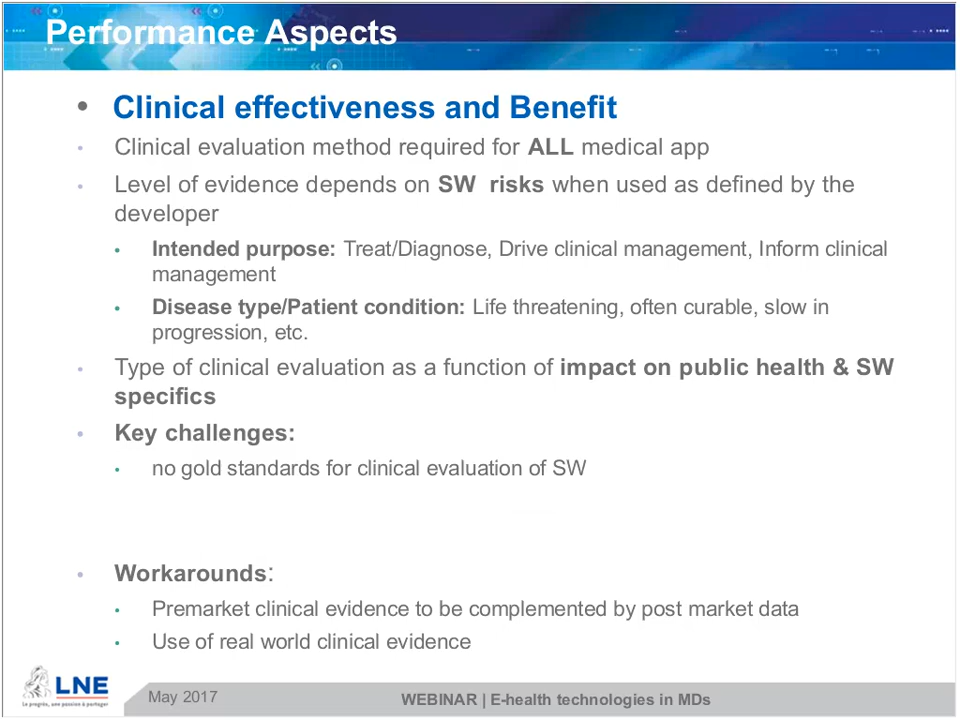 Performance Aspects
• Clinical effectiveness and Benefit
• Clinical evaluation method required for ALL medical app
• Level of evidence depends on SW risks when used as defined by the
developer
• Intended purpose: Treat/Diagnose, Drive clinical management, Inform clinical
management
• Disease type/Patient condition: Life threatening, often curable, slow in
progression, etc.
• Type of clinical evaluation as a function of impact on public health & SW
specifics
• Key challenges:
• no gold standards for clinical evaluation of SW
• Workarounds:
• Premarket clinical evidence to be complemented by post market data
• Use of real world clinical evidence
LNE
Le progrès, une passion à partager
May 2017
WEBINAR | E-health technologies in MDs